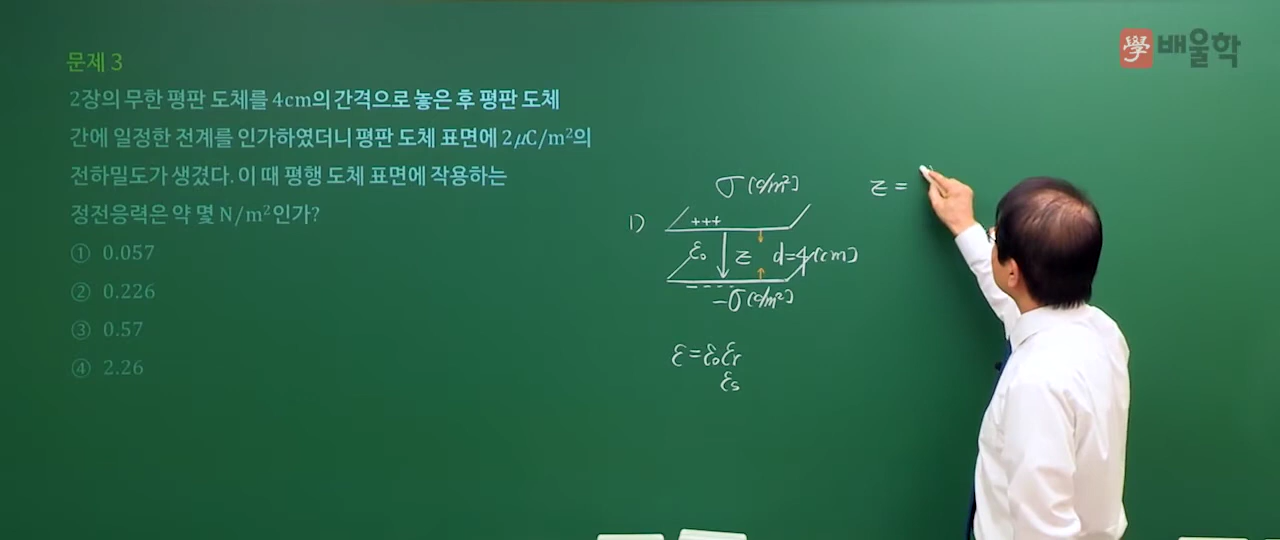 學 배울학
문제 3
2장의 무한 평판 도체를 4cm의 간격으로 놓은 후 평판 도체
간에 일정한 전계를 인가하였더니 평판 도체 표면에 2μC/m²의
전하밀도가 생겼다. 이 때 평행 도체 표면에 작용하는
정전응력은 약 몇 N/m²인가?
① 0.057
② 0.226
③ 0.57
④ 2.26
σ [c/m²]
E =
1)
+++
ε₀ E d=4[cm]
- - - -
-σ [c/m²]
ε = ε₀εr
εs